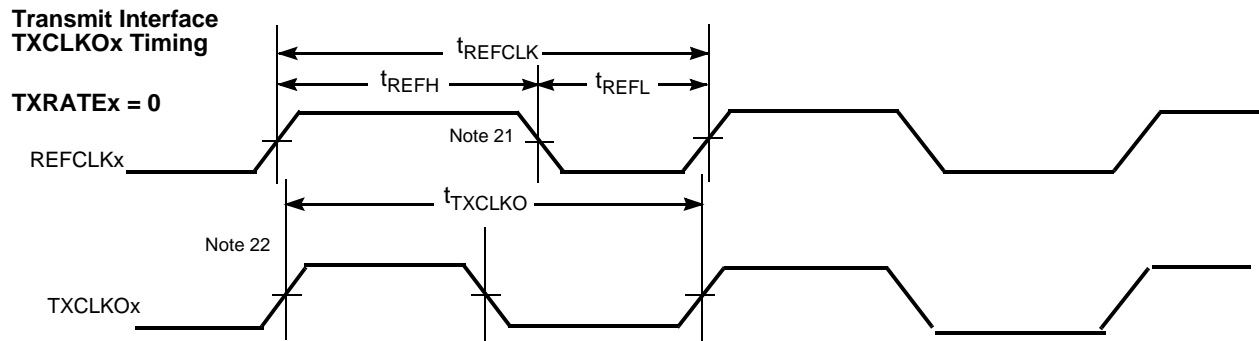 Transmit Interface
TXCLKOx Timing
tREFCLK
tREFH
tREFL
TXRATEx = 0
Note 21
REFCLKx
tTXCLKO
Note 22
TXCLKOx